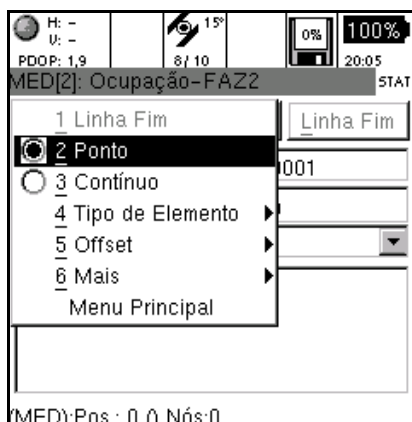 H: -
V: -
PDOP: 1,9
15°
8/ 10
0%
100%
20:05
MED[2]: Ocupação-FAZ2
STAT
1 Linha Fim
Linha Fim
2 Ponto
0001
3 Contínuo
4 Tipo de Elemento
5 Offset
6 Mais
Menu Principal
(MED):Pos.: 0 () Nós:0